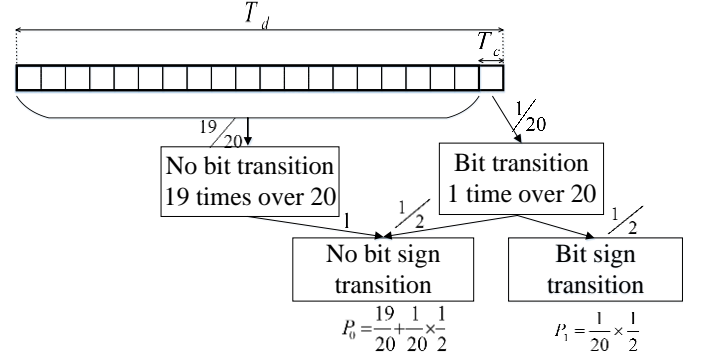 T_d
T_c
19/20
1/20
No bit transition
19 times over 20
Bit transition
1 time over 20
1
1/2
1/2
No bit sign
transition
Bit sign
transition
P_0 = 19/20 + 1/20 × 1/2
P_1 = 1/20 × 1/2